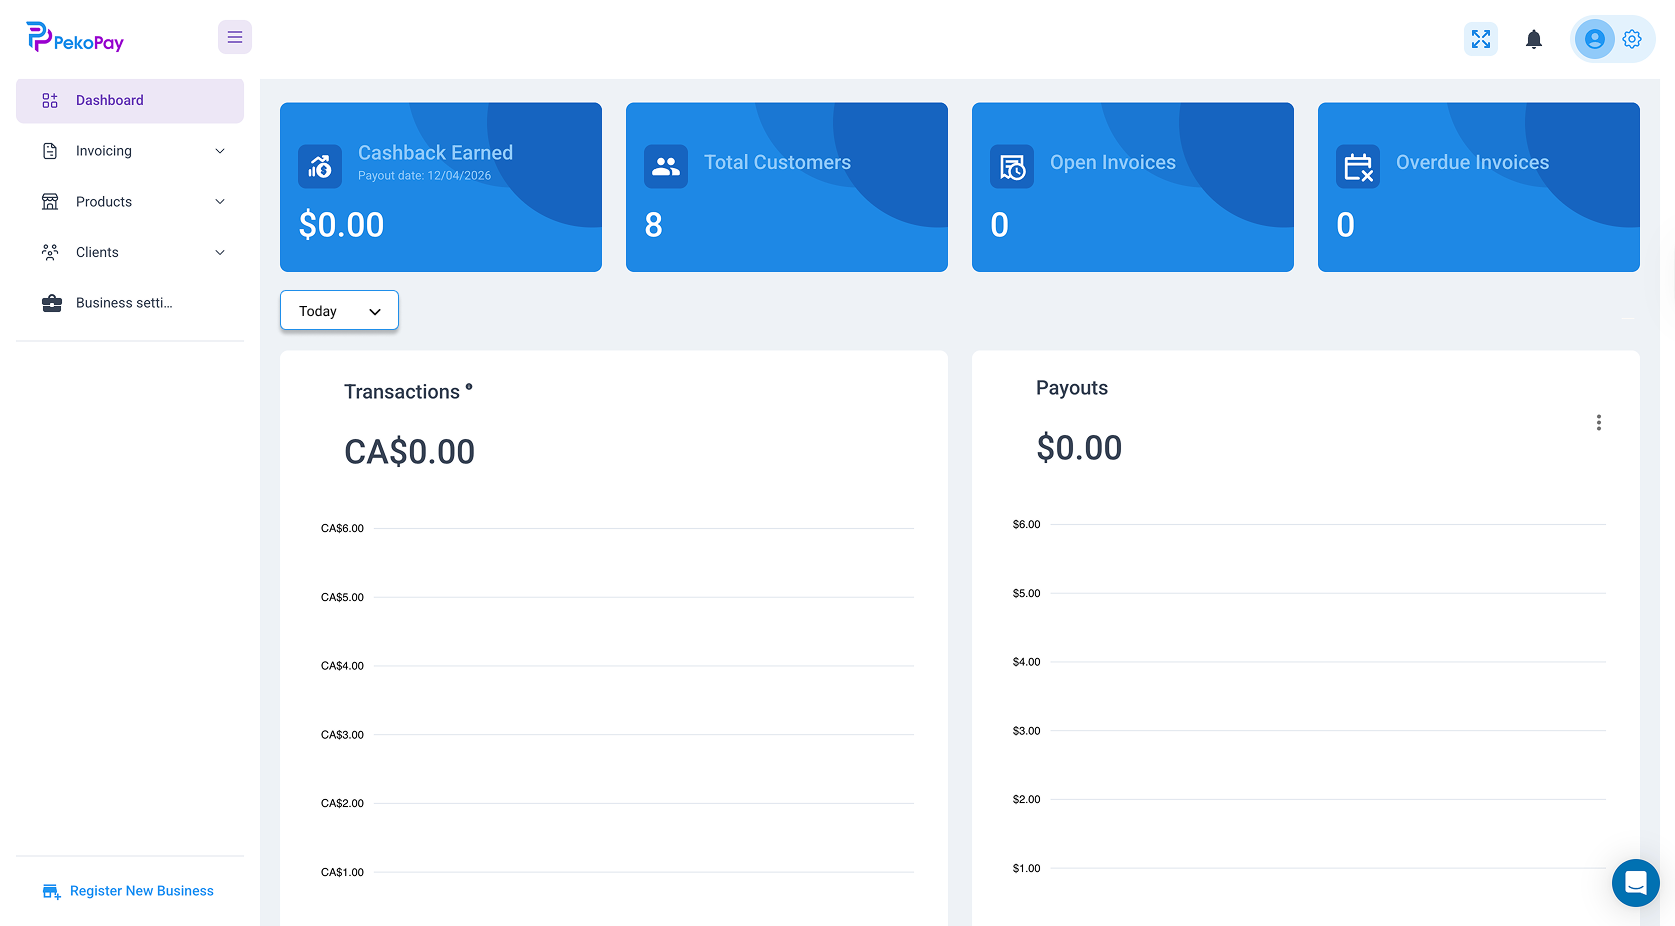 PekoPay
Dashboard
Invoicing
Products
Clients
Business setti...
Register New Business
Cashback Earned
Payout date: 12/04/2026
$0.00
Total Customers
8
Open Invoices
0
Overdue Invoices
0
Today
Transactions
CA$0.00
CA$6.00
CA$5.00
CA$4.00
CA$3.00
CA$2.00
CA$1.00
Payouts
$0.00
$6.00
$5.00
$4.00
$3.00
$2.00
$1.00